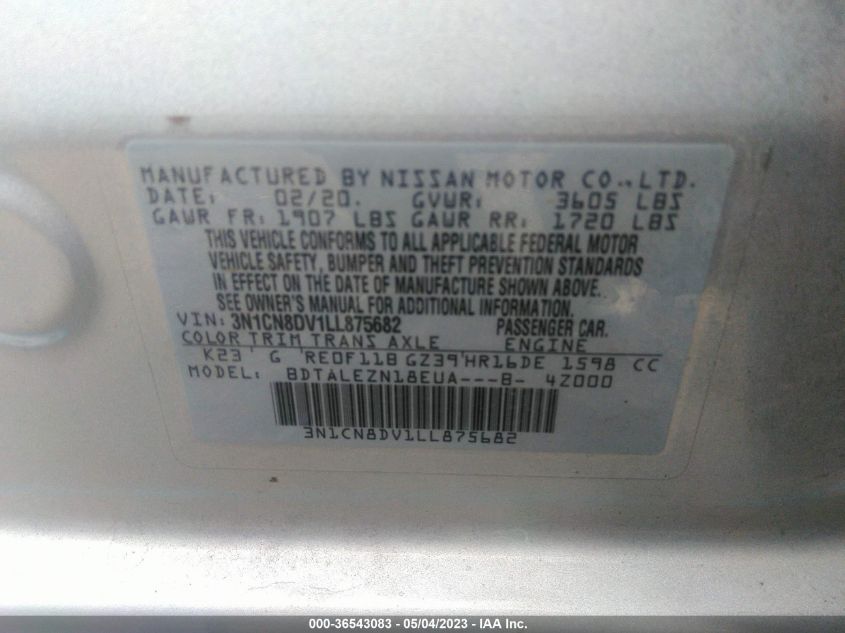 MANUFACTURED BY NISSAN MOTOR CO., LTD.
DATE: 02/20. GVWR: 3605 LBS
GAWR FR: 1907 LBS GAWR RR: 1720 LBS
THIS VEHICLE CONFORMS TO ALL APPLICABLE FEDERAL MOTOR
VEHICLE SAFETY, BUMPER AND THEFT PREVENTION STANDARDS
IN EFFECT ON THE DATE OF MANUFACTURE SHOWN ABOVE.
SEE OWNER'S MANUAL FOR ADDITIONAL INFORMATION.
VIN: 3N1CN8DV1LL875682 PASSENGER CAR.
COLOR TRIM TRANS AXLE ENGINE
K23 G RE0F11B GZ39 HR16DE 1598 CC
MODEL: BDTALEZN18EUA---B- 4Z000
3N1CN8DV1LL875682
000-36543083 - 05/04/2023 - IAA Inc.